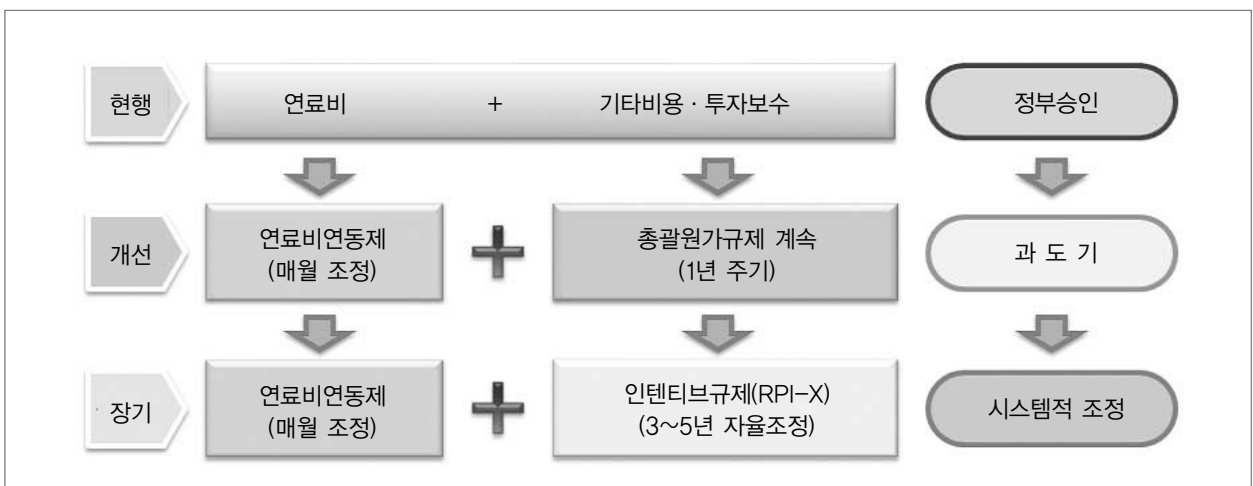 현행
연료비 + 기타비용 · 투자보수
정부승인
개선
연료비연동제
(매월 조정)
총괄원가규제 계속
(1년 주기)
과 도 기
장기
연료비연동제
(매월 조정)
인텐티브규제(RPI-X)
(3~5년 자율조정)
시스템적 조정